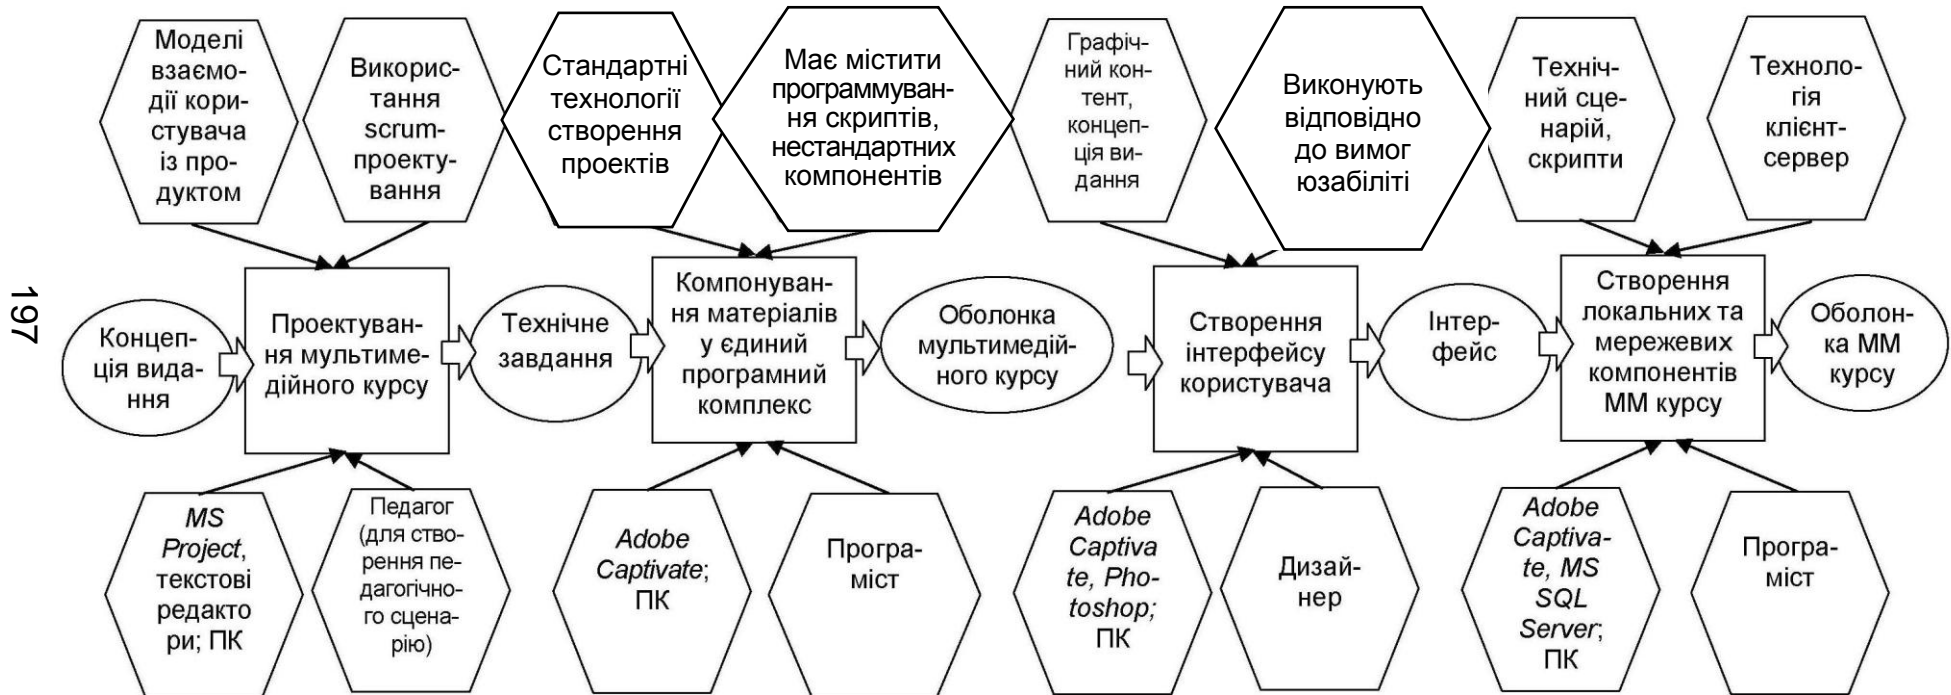 Моделі
взаємо-
дії кори-
стувача
із про-
дуктом
Викорис-
тання
scrum-
проекту-
вання
Стандартні
технології
створення
проектів
Має містити
программуван-
ня скриптів,
нестандартних
компонентів
Графіч-
ний кон-
тент,
концеп-
ція ви-
дання
Виконують
відповідно
до вимог
юзабіліті
Техніч-
ний сце-
нарій,
скрипти
Техноло-
гія
клієнт-
сервер
197
Концеп-
ція вида-
ння
Проектуван-
ня мультиме-
дійного курсу
Технічне
завдання
Компонуван-
ня матеріалів
у єдиний
програмний
комплекс
Оболонка
мультимедій-
ного курсу
Створення
інтерфейсу
користувача
Інтер-
фейс
Створення
локальних та
мережевих
компонентів
ММ курсу
Оболон-
ка ММ
курсу
MS
Project,
текстові
редакто
ри; ПК
Педагог
(для ство-
рення пе-
дагогічно-
го сцена-
рію)
Adobe
Captivate;
ПК
Програ-
міст
Adobe
Captiva
te, Pho-
toshop;
ПК
Дизай-
нер
Adobe
Captiva-
te, MS
SQL
Server;
ПК
Програ-
міст